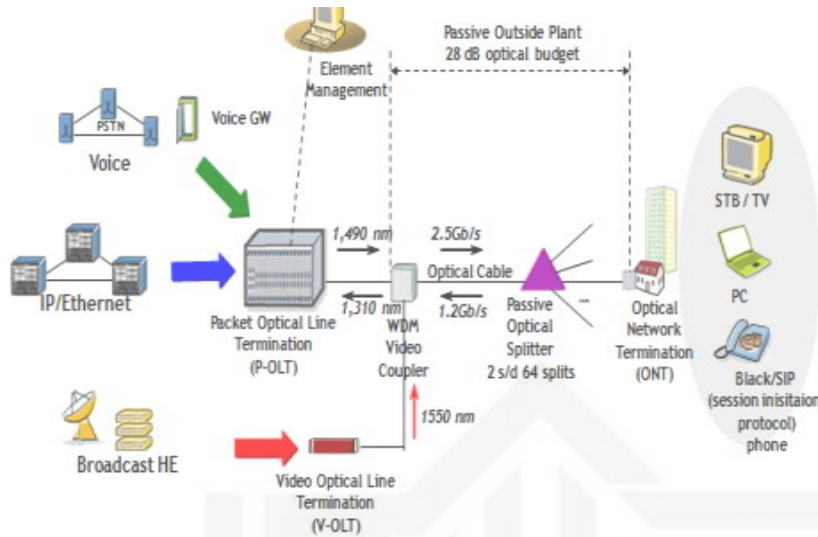 Passive Outside Plant
28 dB optical budget
Element
Management
PSTN
Voice GW
Voice
STB / TV
1,490 nm
2.5Gb/s
Optical Cable
IP/Ethernet
1,310 nm
1.2Gb/s
PC
Packet Optical Line
Termination
(P-OLT)
WDM
Video
Coupler
Passive
Optical
Splitter
2 s/d 64 splits
...
Optical
Network
Termination
(ONT)
Black/SIP
(session inisitaion
protocol)
phone
1550 nm
Broadcast HE
Video Optical Line
Termination
(V-OLT)